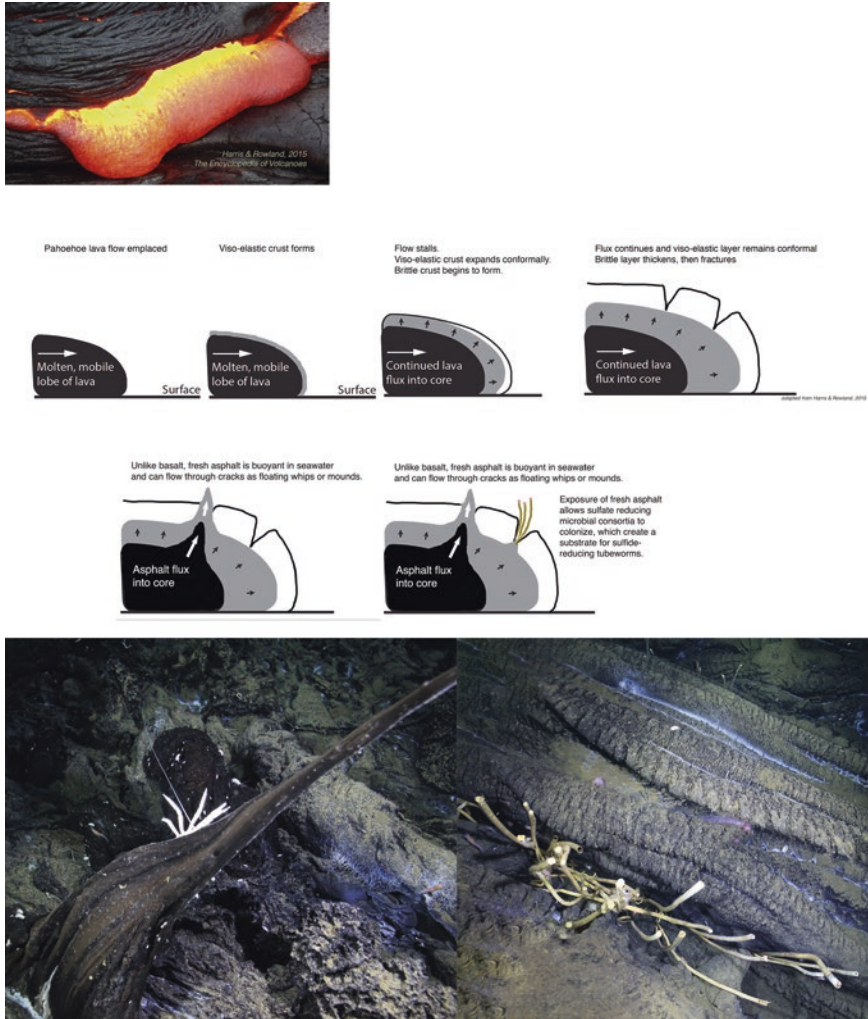 Harris & Rowland, 2015
The Encyclopedia of Volcanoes
Pahoehoe lava flow emplaced
Viso-elastic crust forms
Flow stalls.
Viso-elastic crust expands conformally.
Brittle crust begins to form.
Flux continues and viso-elastic layer remains conformal
Brittle layer thickens, then fractures
Molten, mobile
lobe of lava
Surface
Molten, mobile
lobe of lava
Surface
Continued lava
flux into core
Continued lava
flux into core
adapted from Harris & Rowland, 2015
Unlike basalt, fresh asphalt is buoyant in seawater
and can flow through cracks as floating whips or mounds.
Asphalt flux
into core
Unlike basalt, fresh asphalt is buoyant in seawater
and can flow through cracks as floating whips or mounds.
Exposure of fresh asphalt
allows sulfate reducing
microbial consortia to
colonize, which create a
substrate for sulfide-
reducing tubeworms.
Asphalt flux
into core